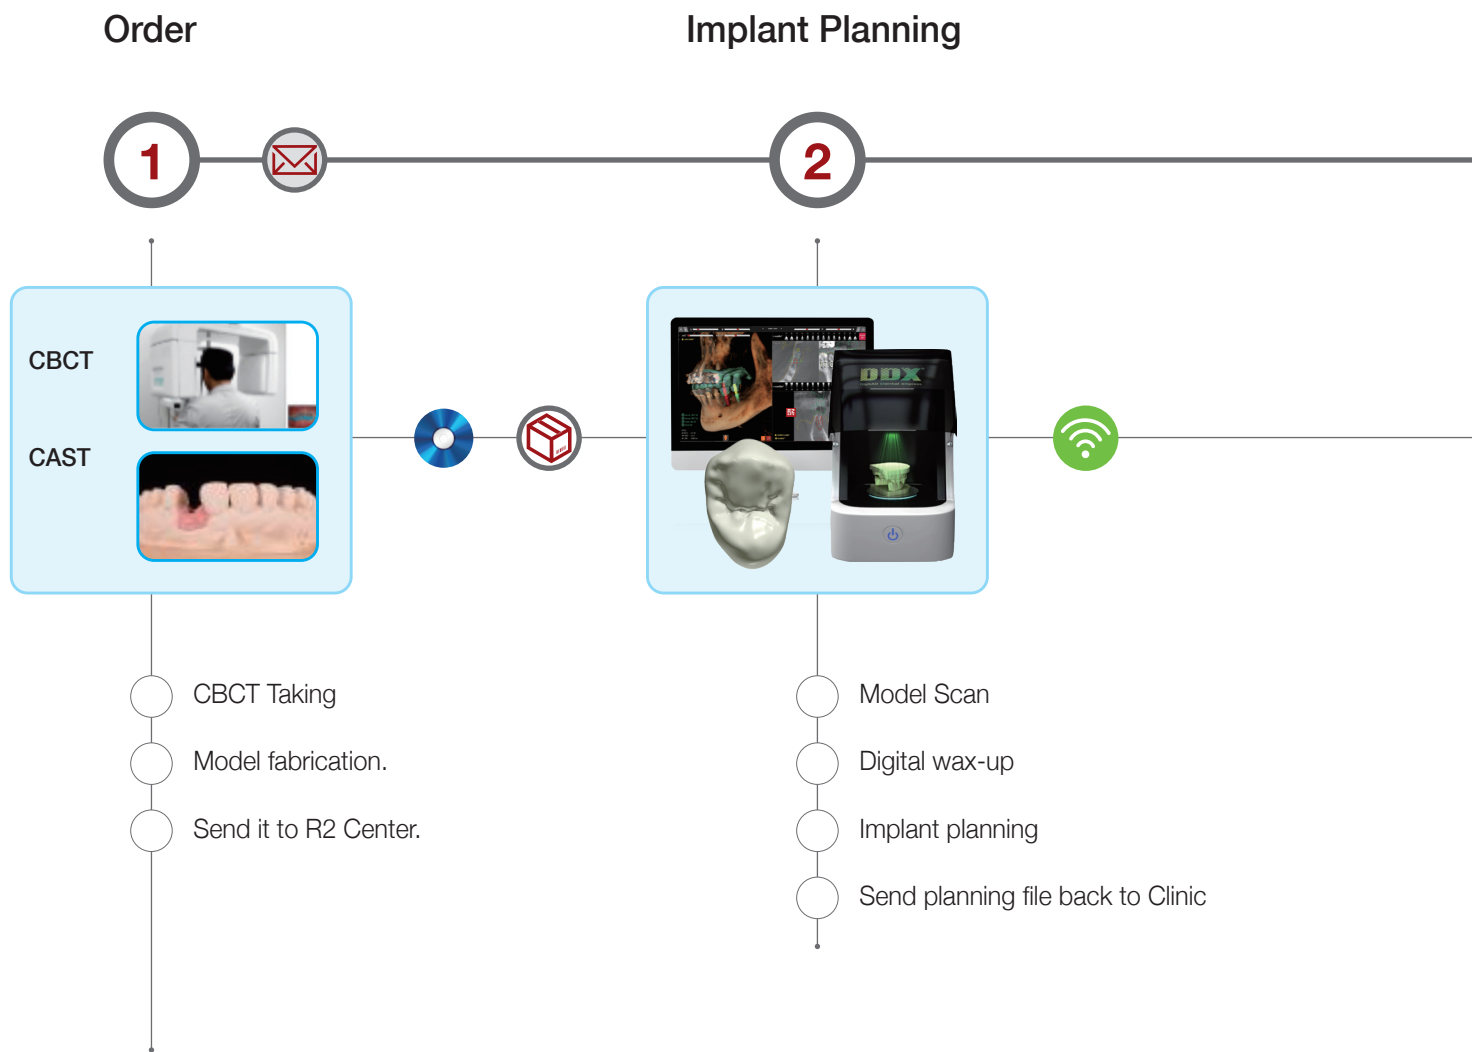 Order
Implant Planning
1
2
CBCT
CAST
DDX
CBCT Taking
Model fabrication.
Send it to R2 Center.
Model Scan
Digital wax-up
Implant planning
Send planning file back to Clinic